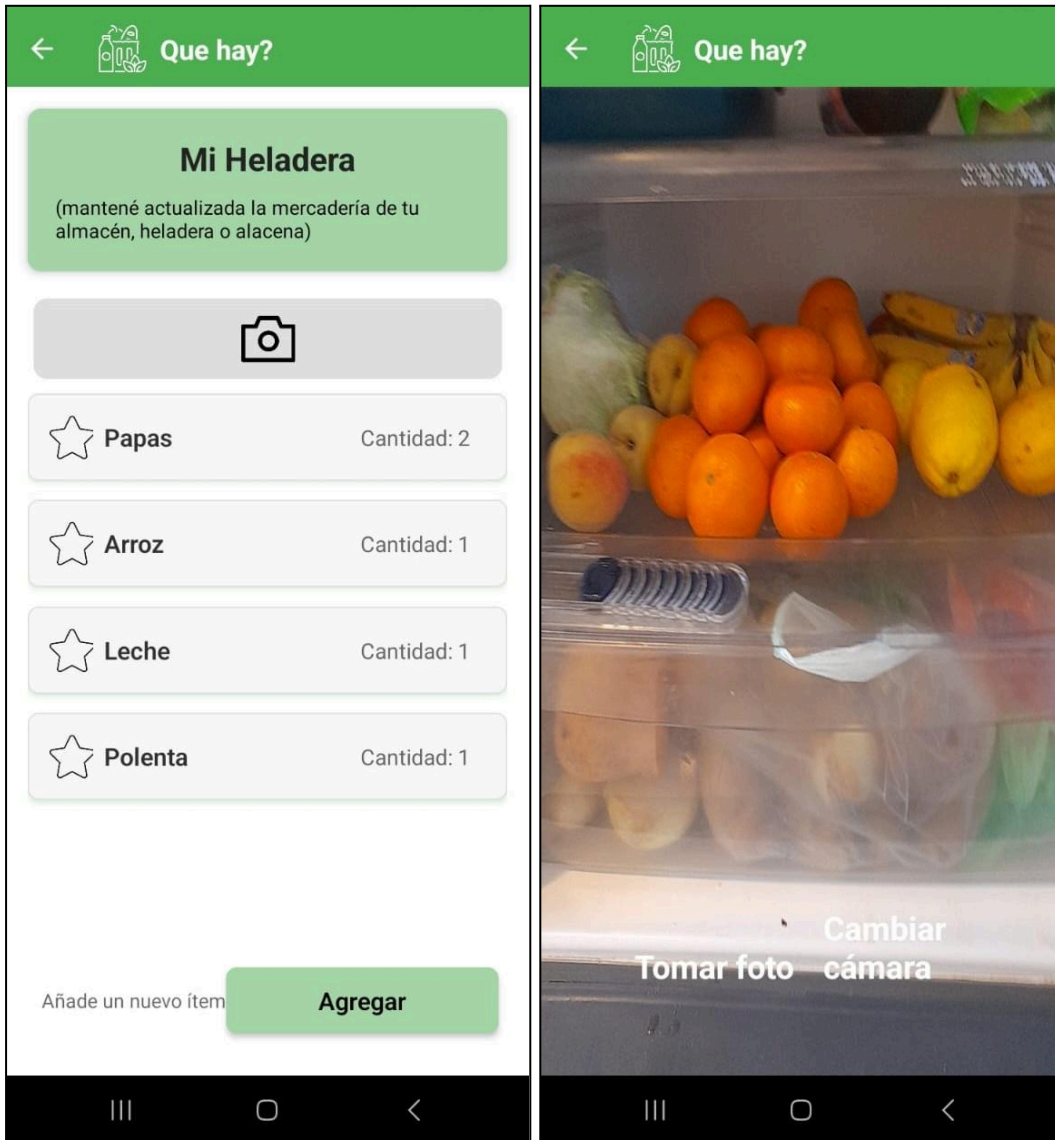 Que hay?
Mi Heladera
(mantené actualizada la mercadería de tu
almacén, heladera o alacena)
Papas Cantidad: 2
Arroz Cantidad: 1
Leche Cantidad: 1
Polenta Cantidad: 1
Añade un nuevo ítem Agregar
Que hay?
Tomar foto
Cambiar
cámara